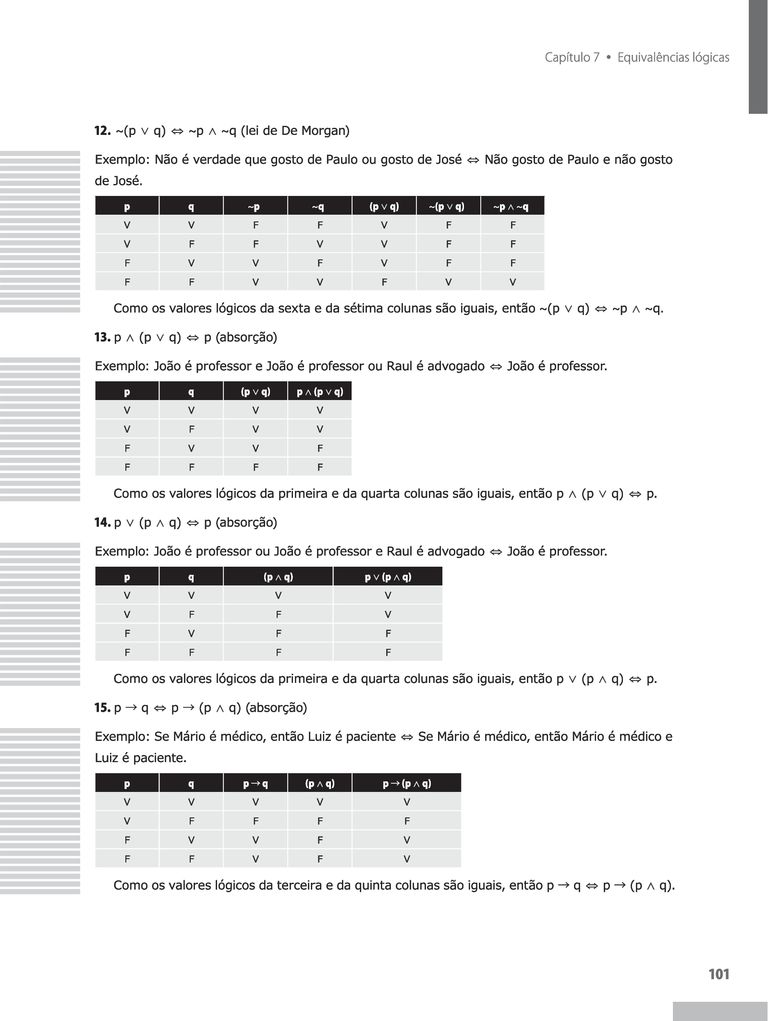 Capítulo 7 • Equivalências lógicas
12. ~(p ∨ q) ⇔ ~p ∧ ~q (lei de De Morgan)
Exemplo: Não é verdade que gosto de Paulo ou gosto de José ⇔ Não gosto de Paulo e não gosto
de José.
p q ~p ~q (p ∨ q) ~(p ∨ q) ~p ∧ ~q
V V F F V F F
V F F V V F F
F V V F V F F
F F V V F V V
Como os valores lógicos da sexta e da sétima colunas são iguais, então ~(p ∨ q) ⇔ ~p ∧ ~q.
13. p ∧ (p ∨ q) ⇔ p (absorção)
Exemplo: João é professor e João é professor ou Raul é advogado ⇔ João é professor.
p q (p ∨ q) p ∧ (p ∨ q)
V V V V
V F V V
F V V F
F F F F
Como os valores lógicos da primeira e da quarta colunas são iguais, então p ∧ (p ∨ q) ⇔ p.
14. p ∨ (p ∧ q) ⇔ p (absorção)
Exemplo: João é professor ou João é professor e Raul é advogado ⇔ João é professor.
p q (p ∧ q) p ∨ (p ∧ q)
V V V V
V F F V
F V F F
F F F F
Como os valores lógicos da primeira e da quarta colunas são iguais, então p ∨ (p ∧ q) ⇔ p.
15. p → q ⇔ p → (p ∧ q) (absorção)
Exemplo: Se Mário é médico, então Luiz é paciente ⇔ Se Mário é médico, então Mário é médico e
Luiz é paciente.
p q p → q (p ∧ q) p → (p ∧ q)
V V V V V
V F F F F
F V V F V
F F V F V
Como os valores lógicos da terceira e da quinta colunas são iguais, então p → q ⇔ p → (p ∧ q).
101